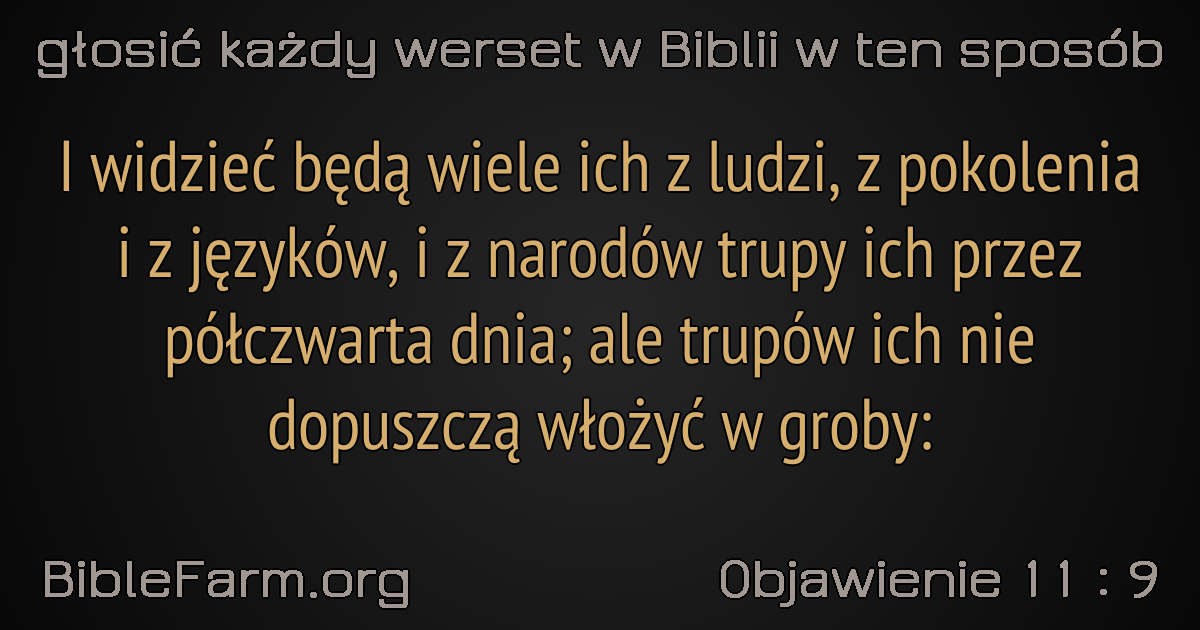 głosić każdy werset w Biblii w ten sposób
I widzieć będą wiele ich z ludzi, z pokolenia
i z języków, i z narodów trupy ich przez
półczwarta dnia; ale trupów ich nie
dopuszczą włożyć w groby:
BibleFarm.org
Objawienie 11 : 9